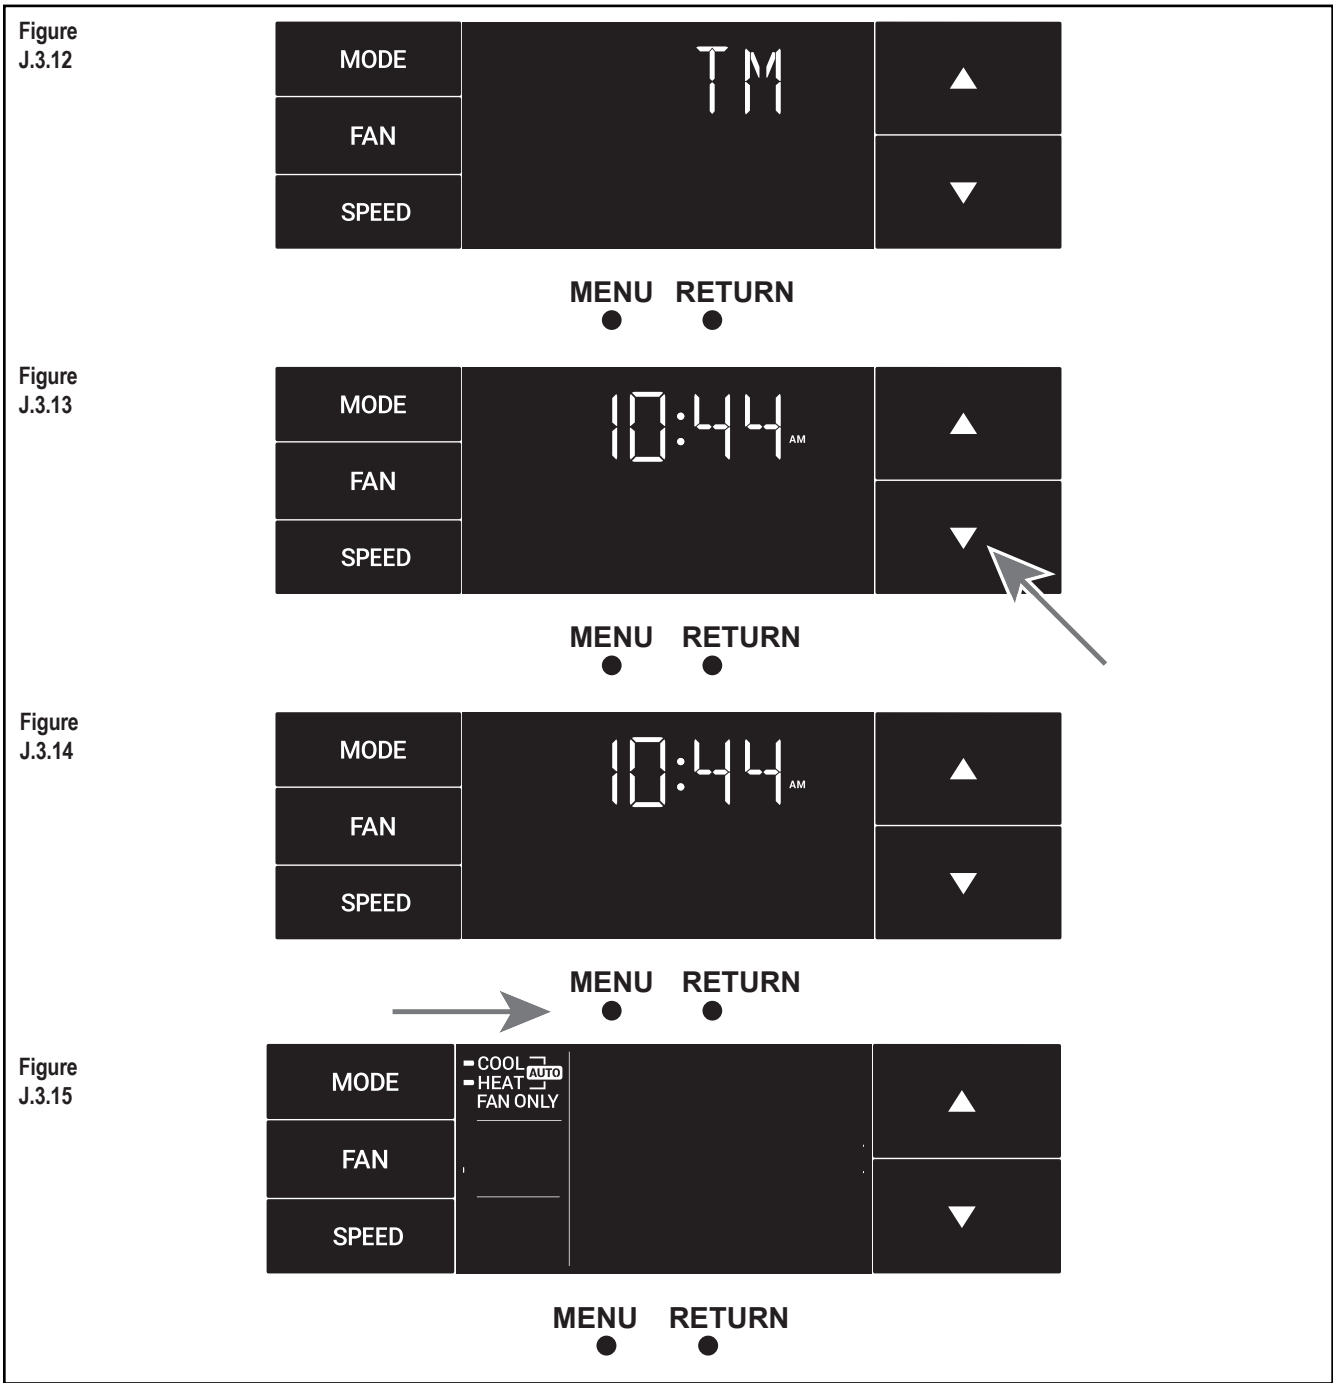 Figure
J.3.12
MODE
FAN
SPEED
TM
▲
▼
MENU RETURN
Figure
J.3.13
MODE
FAN
SPEED
10:44 AM
▲
▼
MENU RETURN
Figure
J.3.14
MODE
FAN
SPEED
10:44 AM
▲
▼
MENU RETURN
Figure
J.3.15
MODE
FAN
SPEED
COOL
AUTO
HEAT
FAN ONLY
▲
▼
MENU RETURN